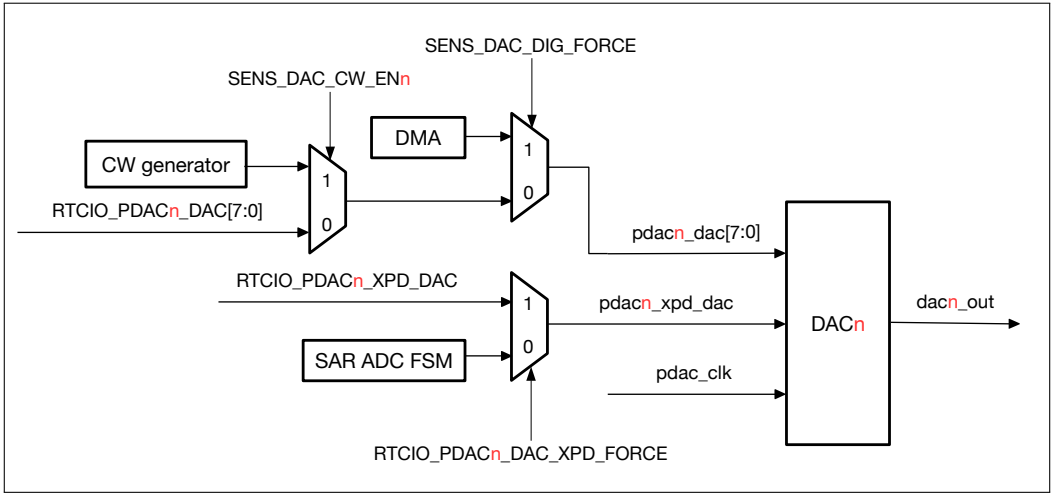 SENS_DAC_DIG_FORCE
SENS_DAC_CW_ENn
DMA
1
0
CW generator
1
0
RTCIO_PDACn_DAC[7:0]
pdacn_dac[7:0]
RTCIO_PDACn_XPD_DAC
1
0
pdacn_xpd_dac
dacn_out
DACn
SAR ADC FSM
pdac_clk
RTCIO_PDACn_DAC_XPD_FORCE